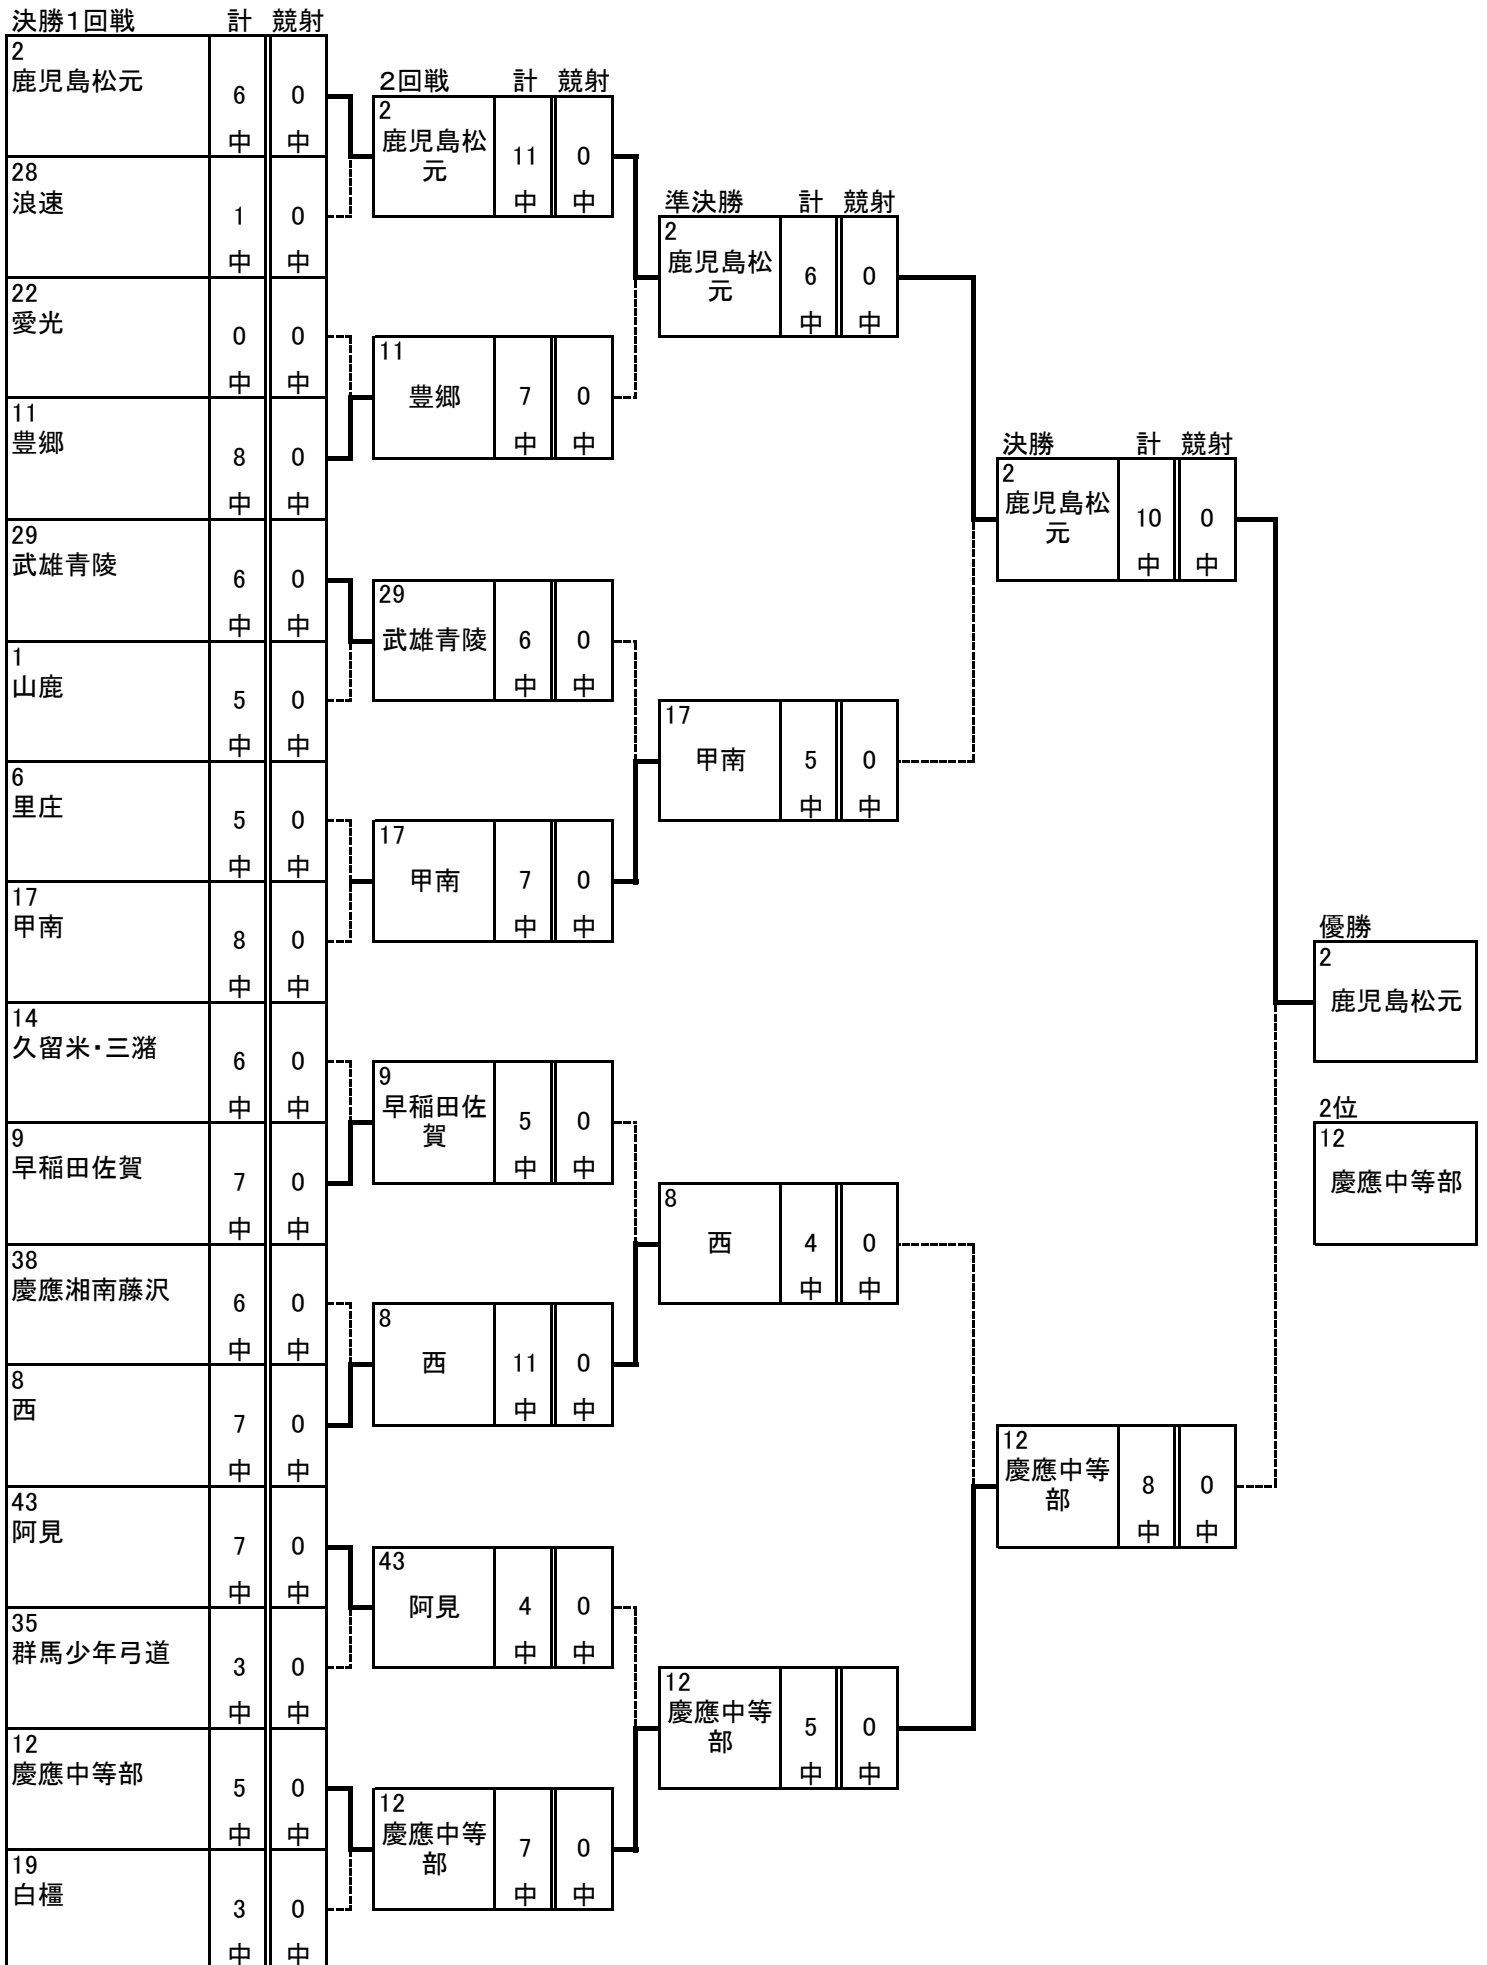 決勝1回戦 計 競射
2
鹿児島松元 6 0
中 中
28
浪速 1 0
中 中
22
愛光 0 0
中 中
11
豊郷 8 0
中 中
29
武雄青陵 6 0
中 中
1
山鹿 5 0
中 中
6
里庄 5 0
中 中
17
甲南 8 0
中 中
14
久留米・三潴 6 0
中 中
9
早稲田佐賀 7 0
中 中
38
慶應湘南藤沢 6 0
中 中
8
西 7 0
中 中
43
阿見 7 0
中 中
35
群馬少年弓道 3 0
中 中
12
慶應中等部 5 0
中 中
19
白橿 3 0
中 中
2回戦 計 競射
2
鹿児島松
元 11 0
中 中
11
豊郷 7 0
中 中
29
武雄青陵 6 0
中 中
17
甲南 7 0
中 中
9
早稲田佐
賀 5 0
中 中
8
西 11 0
中 中
43
阿見 4 0
中 中
12
慶應中等
部 7 0
中 中
準決勝 計 競射
2
鹿児島松
元 6 0
中 中
17
甲南 5 0
中 中
8
西 4 0
中 中
12
慶應中等
部 5 0
中 中
決勝 計 競射
2
鹿児島松
元 10 0
中 中
12
慶應中等
部 8 0
中 中
優勝
2
鹿児島松元
2位
12
慶應中等部